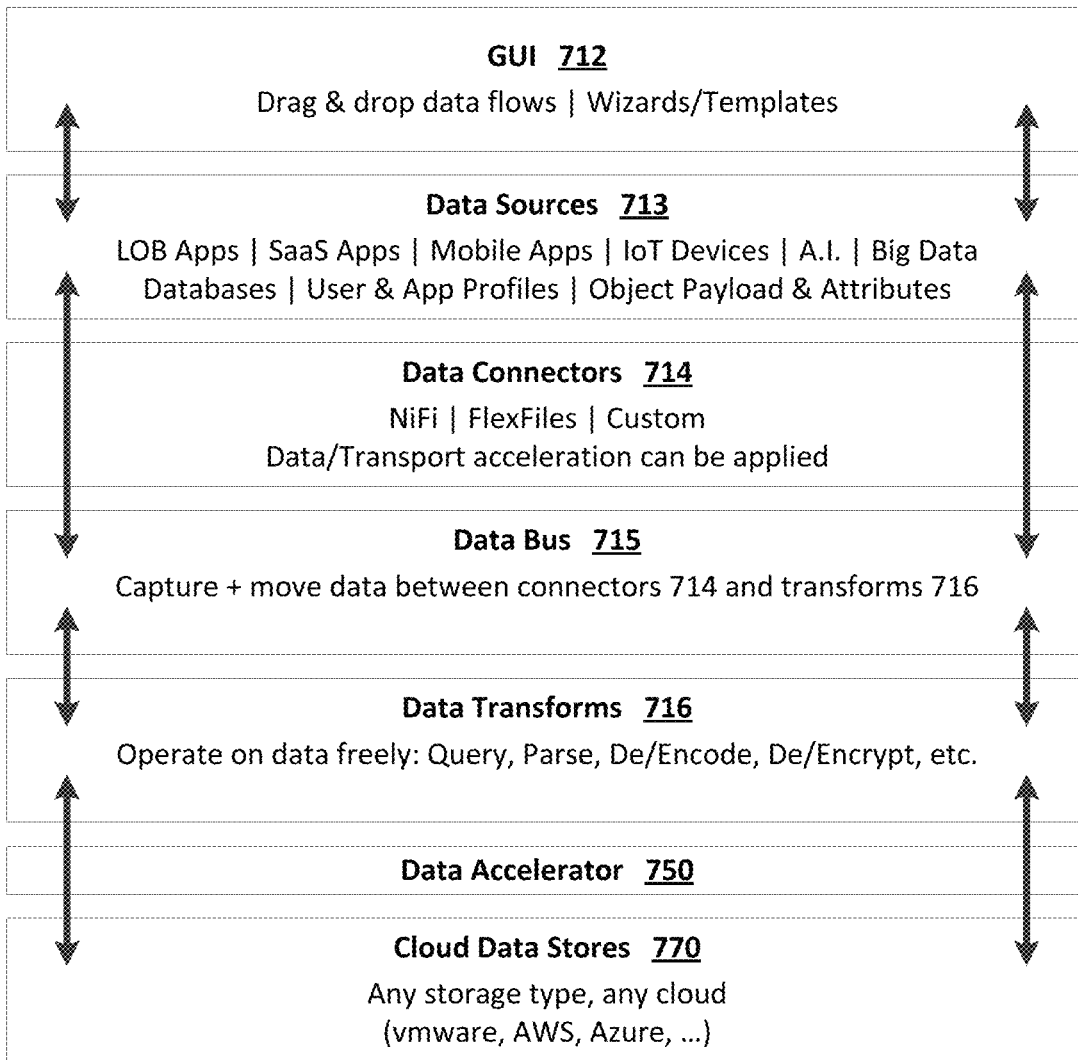 GUI 712
Drag & drop data flows | Wizards/Templates
Data Sources 713
LOB Apps | SaaS Apps | Mobile Apps | IoT Devices | A.I. | Big Data
Databases | User & App Profiles | Object Payload & Attributes
Data Connectors 714
NiFi | FlexFiles | Custom
Data/Transport acceleration can be applied
Data Bus 715
Capture + move data between connectors 714 and transforms 716
Data Transforms 716
Operate on data freely: Query, Parse, De/Encode, De/Encrypt, etc.
Data Accelerator 750
Cloud Data Stores 770
Any storage type, any cloud
(vmware, AWS, Azure, ...)